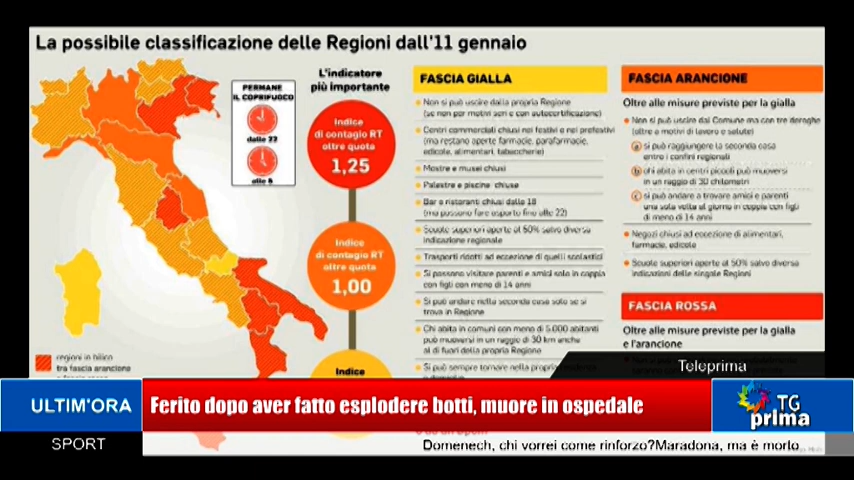 La possibile classificazione delle Regioni dall'11 gennaio
PERMANE
IL COPRIFUOCO
dalle 22
alle 5
L'indicatore
più importante
Indice
di contagio RT
oltre quota
1,25
Indice
di contagio RT
oltre quota
1,00
Indice
regioni in bilico
tra fascia arancione
FASCIA GIALLA
Non si può uscire dalla propria Regione
(se non per motivi seri e con autocertificazione)
Centri commerciali chiusi nei festivi e nei prefestivi
(ma restano aperte farmacie, parafarmacie,
edicole, alimentari, tabaccherie)
Mostre e musei chiusi
Palestre e piscine chiuse
Bar e ristoranti chiusi dalle 18
(ma possono fare asporto fino alle 22)
Scuole superiori aperte al 50% salvo diversa
indicazione regionale
Trasporti ridotti ad eccezione di quelli scolastici
Si possono visitare parenti e amici solo in coppia
con figli con meno di 14 anni
Si può andare nella seconda casa solo se si
trova in Regione
Chi abita in comuni con meno di 5.000 abitanti
può muoversi in un raggio di 30 km anche
al di fuori della propria Regione
Si può sempre tornare nella propria
FASCIA ARANCIONE
Oltre alle misure previste per la gialla
Non si può uscire dal Comune ma con tre deroghe
(oltre a motivi di lavoro e salute)
a si può raggiungere la seconda casa
entro i confini regionali
b chi abita in centri piccoli può muoversi
in un raggio di 30 chilometri
c si può andare a trovare amici e parenti
una sola volta al giorno in coppia con figli
di meno di 14 anni
Negozi chiusi ad eccezione di alimentari,
farmacie, edicole
Scuole superiori aperte al 50% salvo diversa
indicazioni delle singole Regioni
FASCIA ROSSA
Oltre alle misure previste per la gialla
e l'arancione
Teleprima
ULTIM'ORA
Ferito dopo aver fatto esplodere botti, muore in ospedale
TG
prima
SPORT
Domenech, chi vorrei come rinforzo?Maradona, ma è morto